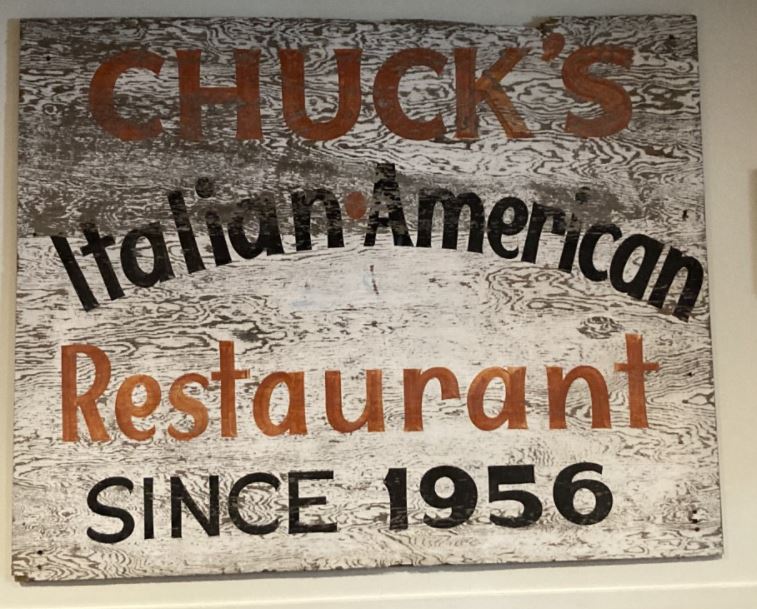 CHUCK'S
Italian·American
Restaurant
SINCE 1956